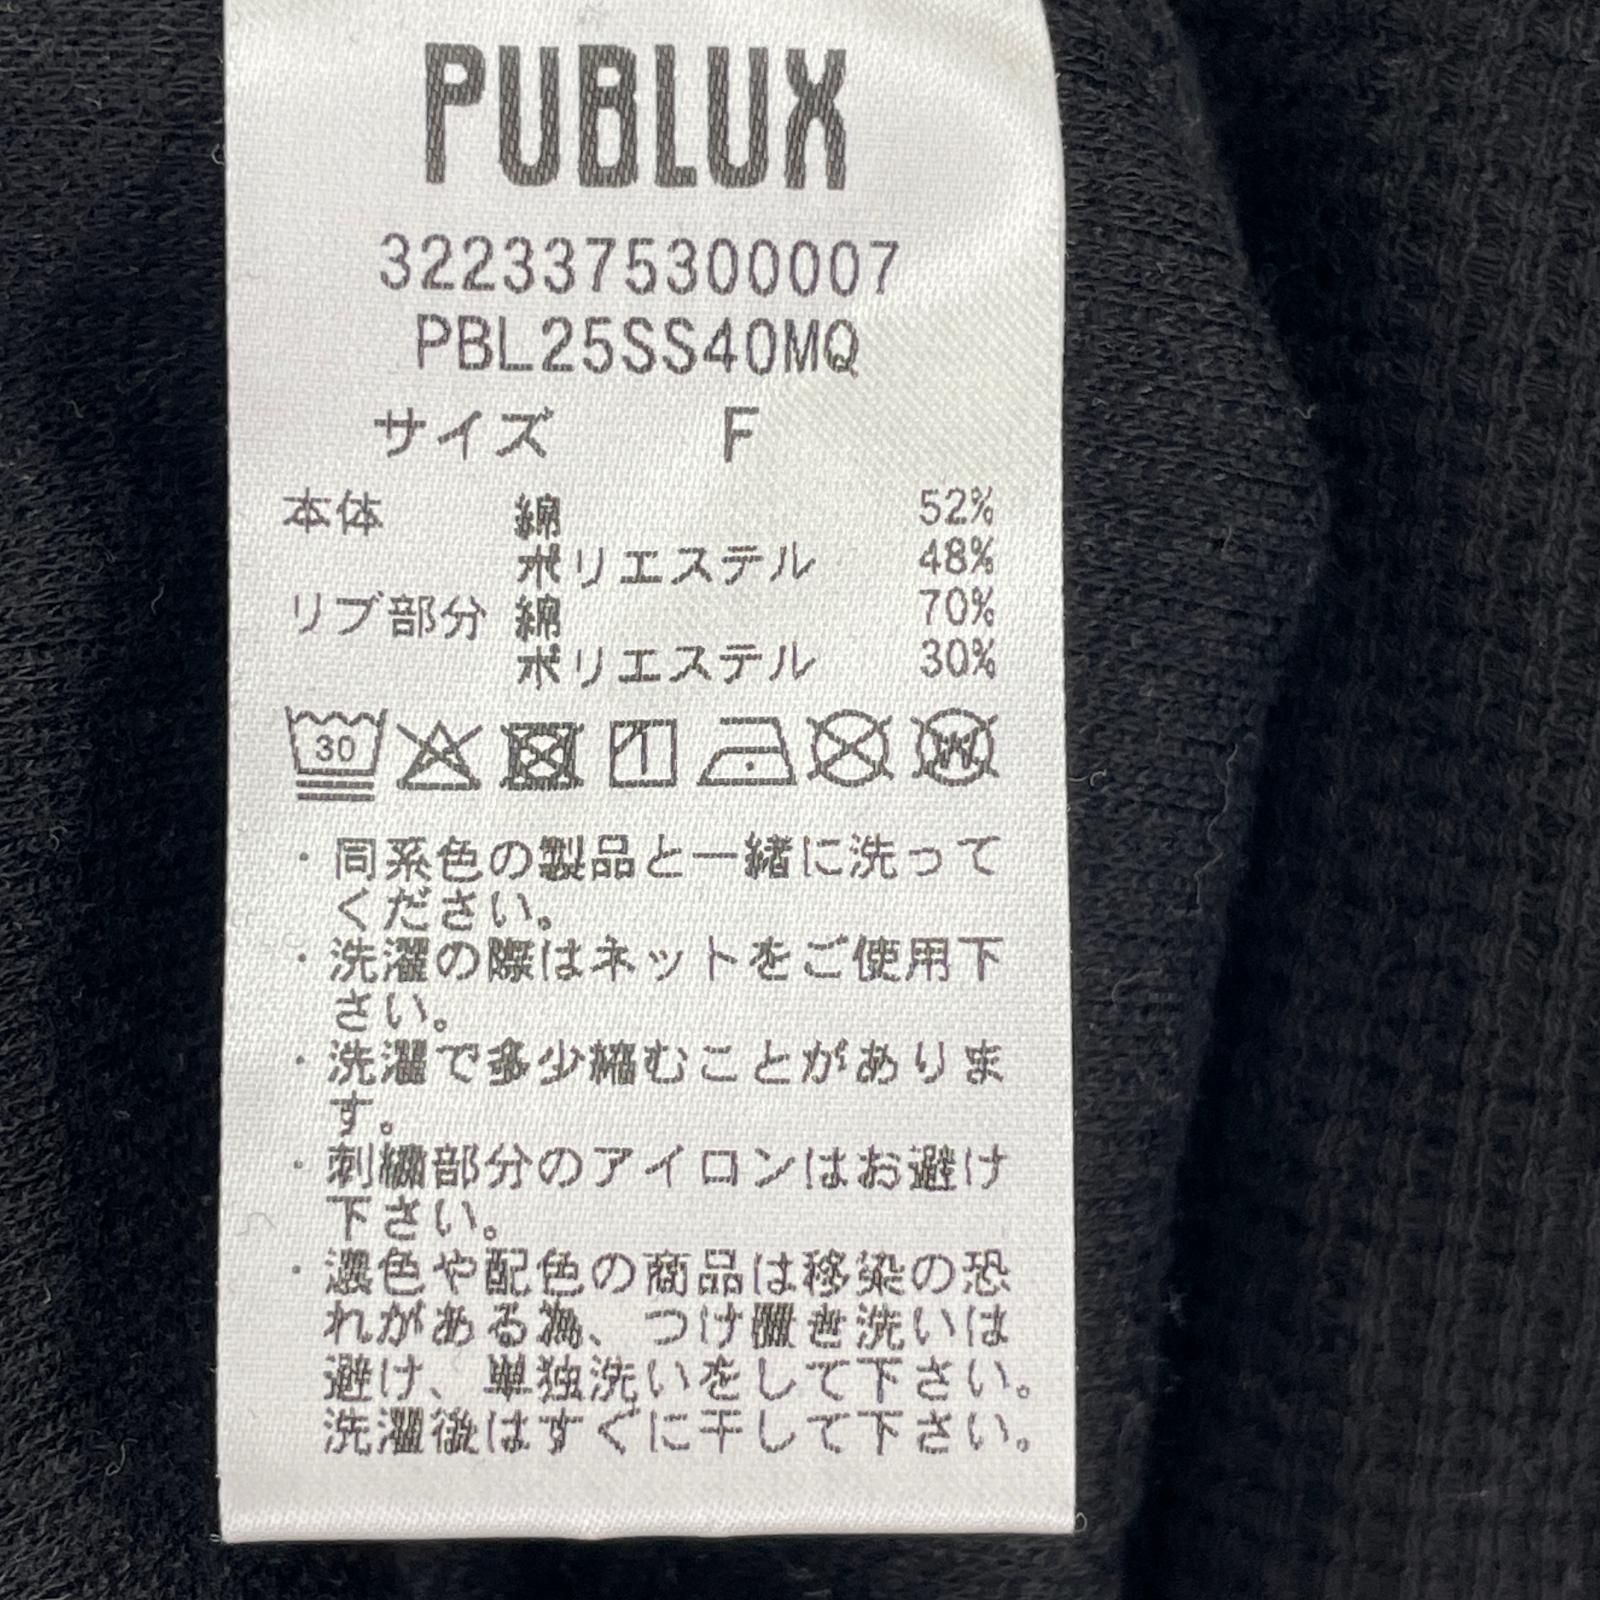 PUBLUX
3223375300007
PBL25SS40MQ
サイズ F
本体 綿 52%
ポリエステル 48%
リブ部分 綿 70%
ポリエステル 30%
30 W
・同系色の製品と一緒に洗って
ください。
・洗濯の際はネットをご使用下
さい。
・洗濯で多少縮むことがありま
す。
・刺繍部分のアイロンはお避け
下さい。
・濃色や配色の商品は移染の恐
れがある為、つけ置き洗いは
避け、単独洗いをして下さい。
洗濯後はすぐに干して下さい。